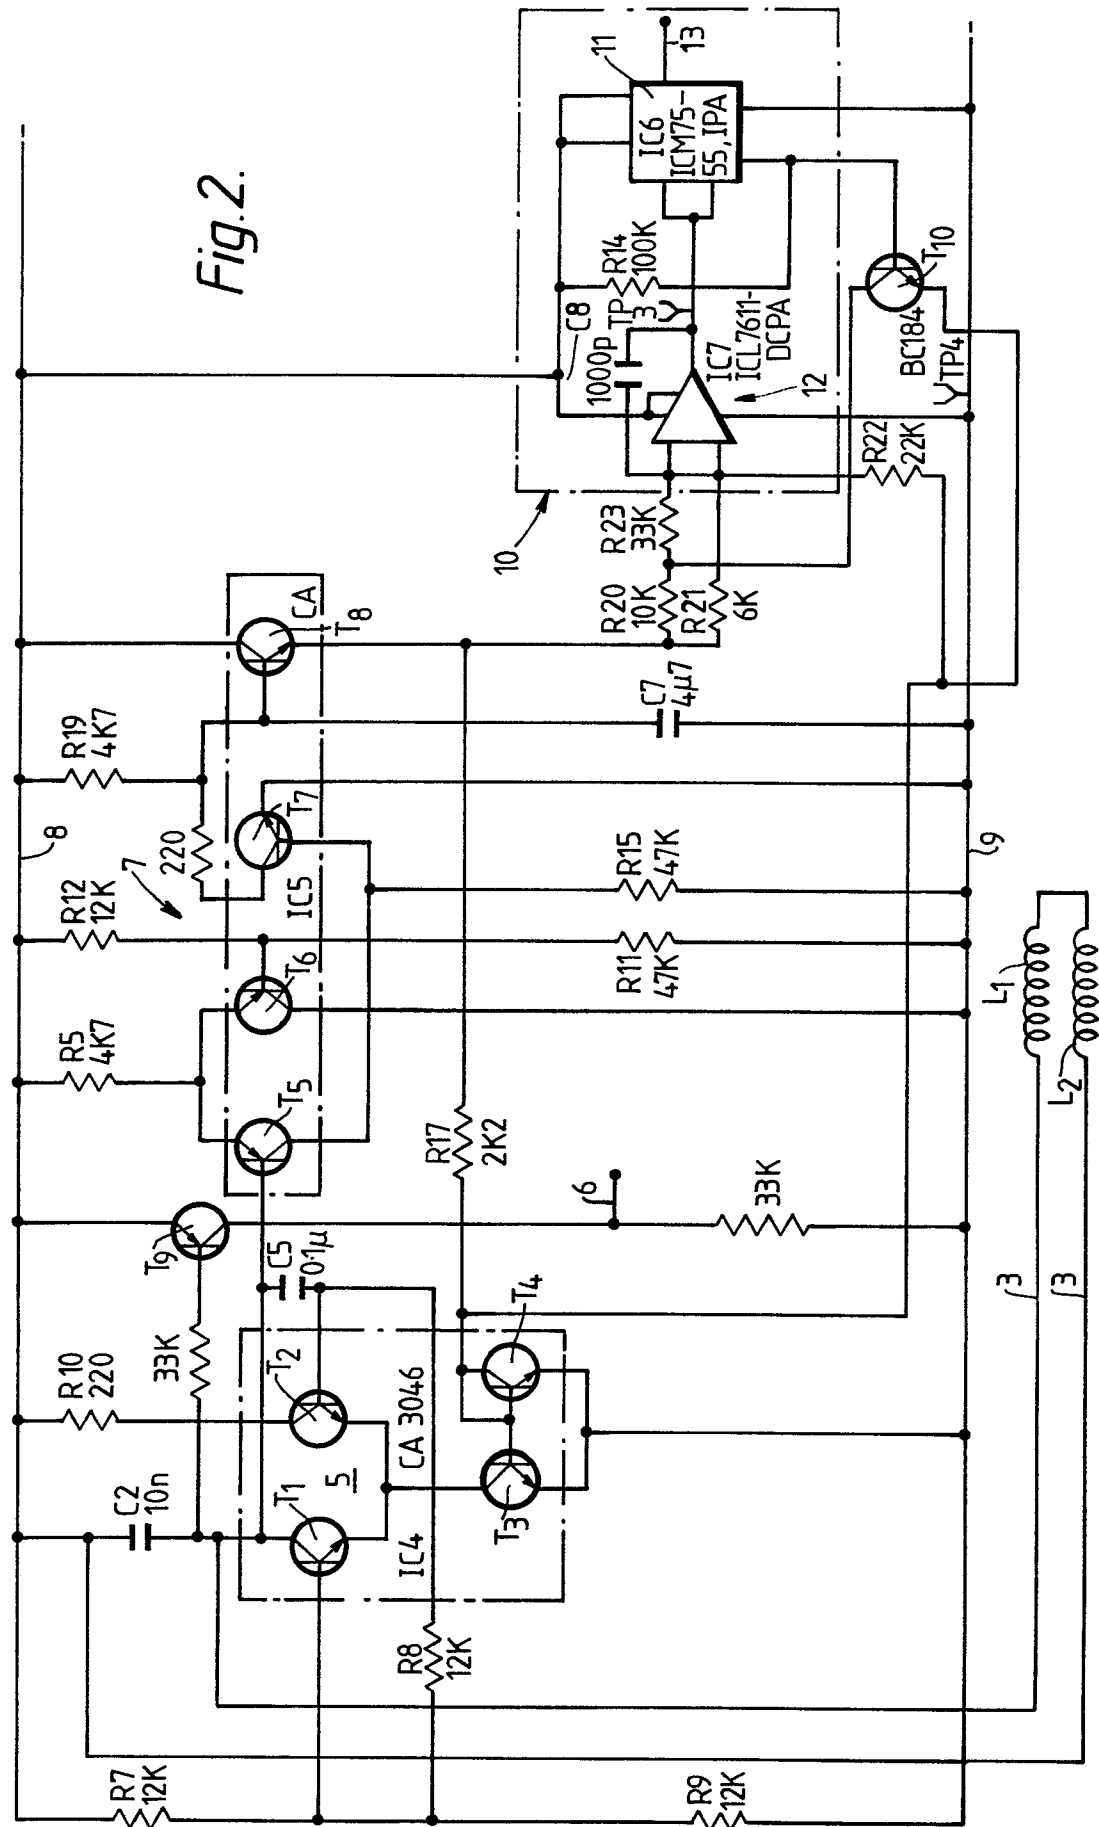 Fig.2.
8
R19
4K7
R12
12K
220
7
R5
4K7
T9
33K
R10
220
C2
10n
R7
12K
CA
T8
T7
IC5
T6
T5
C5
0·1μ
T2
T1
5
CA 3046
IC4
T4
T3
R8
12K
R17
2K2
6
33K
R15
47K
R11
47K
C7
4μ7
R9
12K
9
3
3
L1
L2
10
R20
10K
R21
6K
R23
33K
R22
22K
C8
1000p
TP
3
R14
100K
IC7
ICL7611-
DCPA
12
IC6
ICM75-
55,IPA
11
13
BC184
T10
TP4